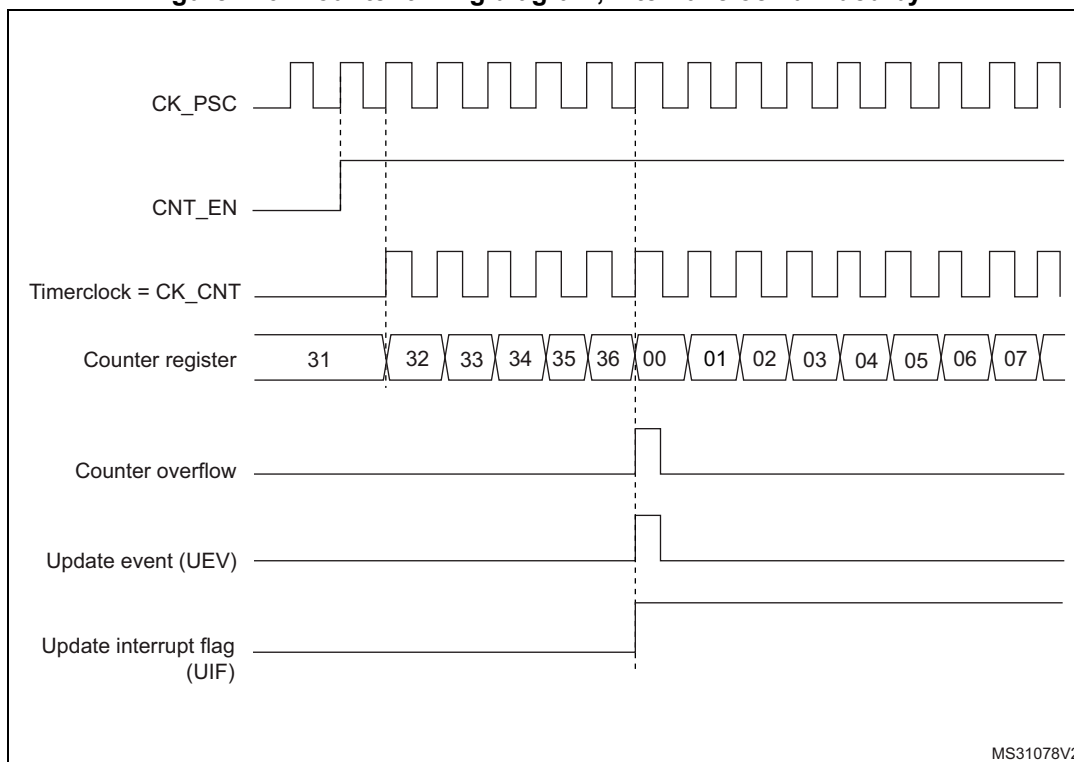 CK_PSC
CNT_EN
Timerclock = CK_CNT
Counter register 31 32 33 34 35 36 00 01 02 03 04 05 06 07
Counter overflow
Update event (UEV)
Update interrupt flag
(UIF)
MS31078V2